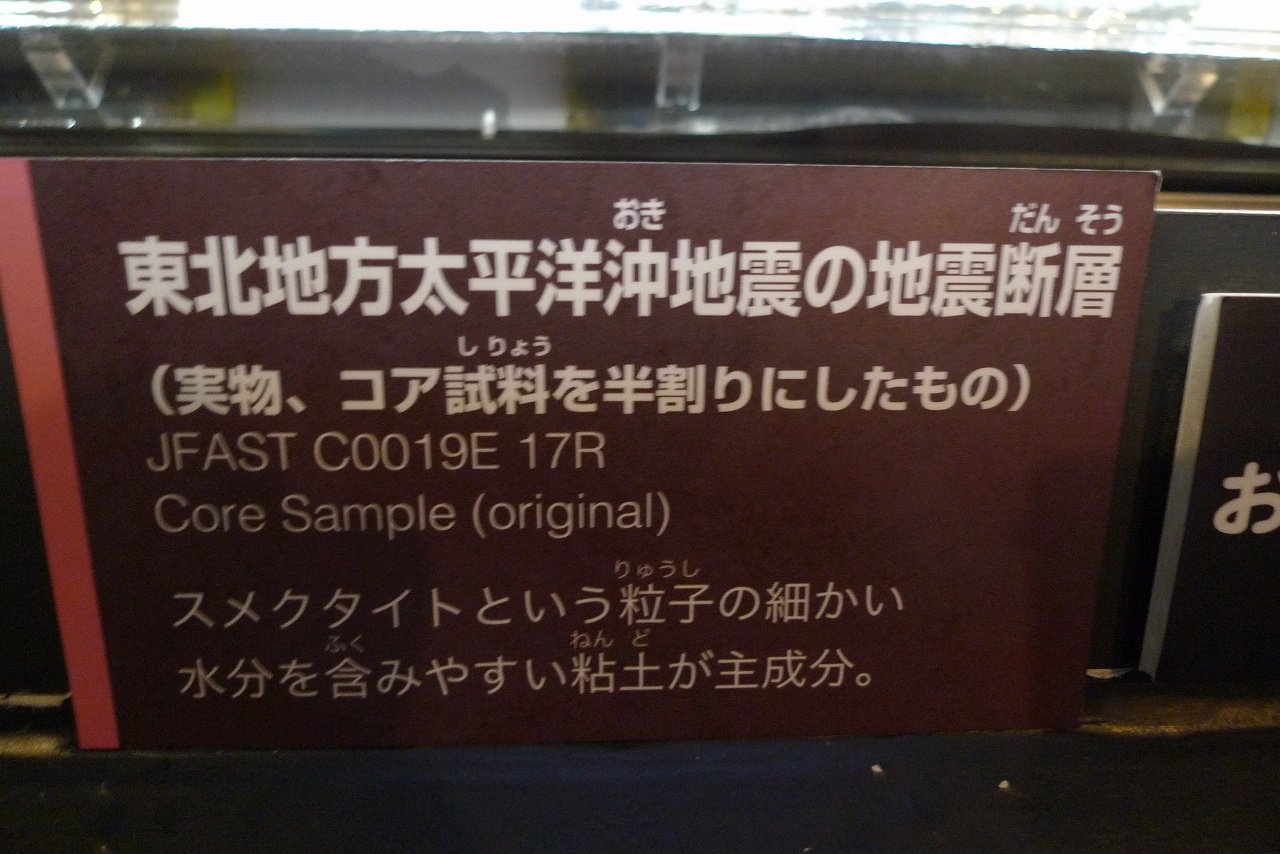 おき だん そう
東北地方太平洋沖地震の地震断層
しりょう
（実物、コア試料を半割りにしたもの）
JFAST C0019E 17R
Core Sample (original)
りゅうし
スメクタイトという粒子の細かい
ふく ねん ど
水分を含みやすい粘土が主成分。
お